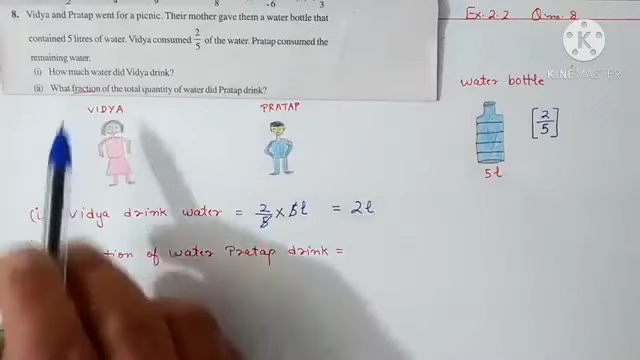 Ex. 2.2 Q.no. 8
8. Vidya and Pratap went for a picnic. Their mother gave them a water bottle that
contained 5 litres of water. Vidya consumed 2/5 of the water. Pratap consumed the
remaining water.
(i) How much water did Vidya drink?
(ii) What fraction of the total quantity of water did Pratap drink?
KINEMASTER
water bottle
VIDYA PRATAP
[2/5]
5l
(i) Vidya drink water = 2/5 × 5l = 2l
of water Pratap drink =